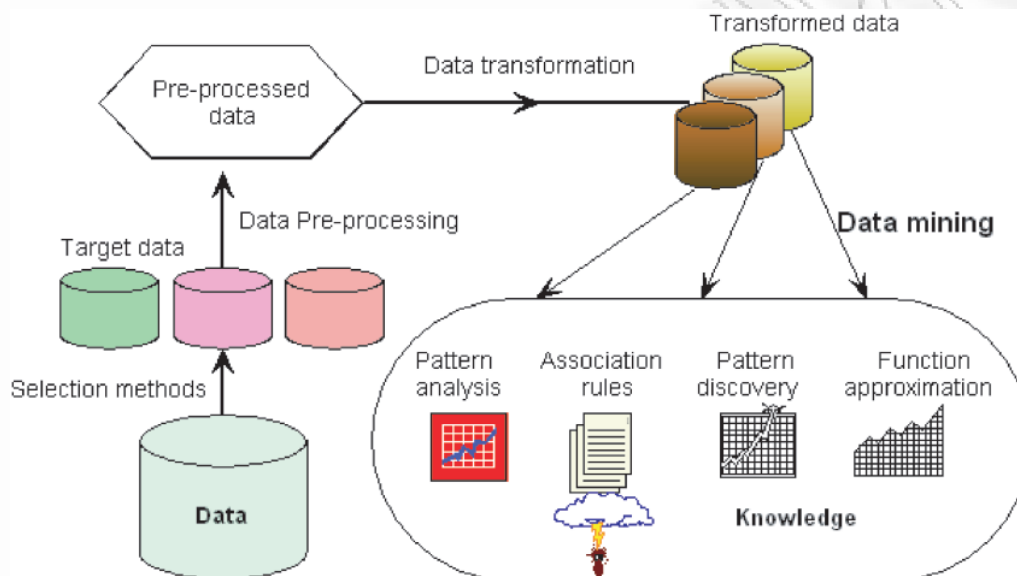 Transformed data
Data transformation
Pre-processed
data
Data Pre-processing
Target data
Data mining
Selection methods
Data
Pattern
analysis
Association
rules
Pattern
discovery
Function
approximation
Knowledge